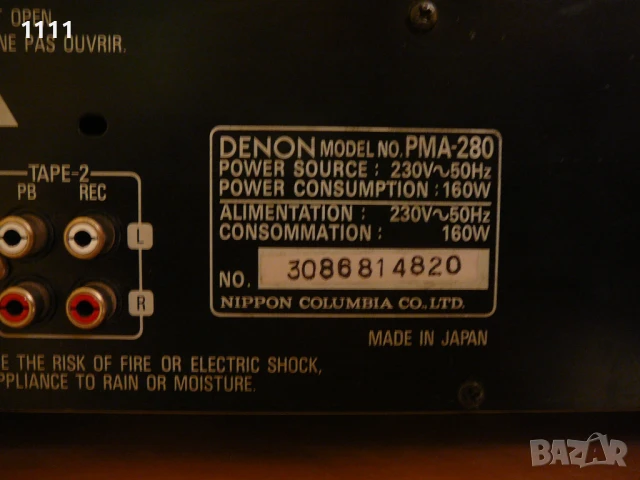 1111
T OPEN
NE PAS OUVRIR.
TAPE-2
PB REC
L
R
DENON MODEL NO. PMA-280
POWER SOURCE : 230V~50Hz
POWER CONSUMPTION : 160W
ALIMENTATION : 230V~50Hz
CONSOMMATION : 160W
NO. 3086814820
NIPPON COLUMBIA CO., LTD.
MADE IN JAPAN
E THE RISK OF FIRE OR ELECTRIC SHOCK,
PPLIANCE TO RAIN OR MOISTURE.
BAZAR